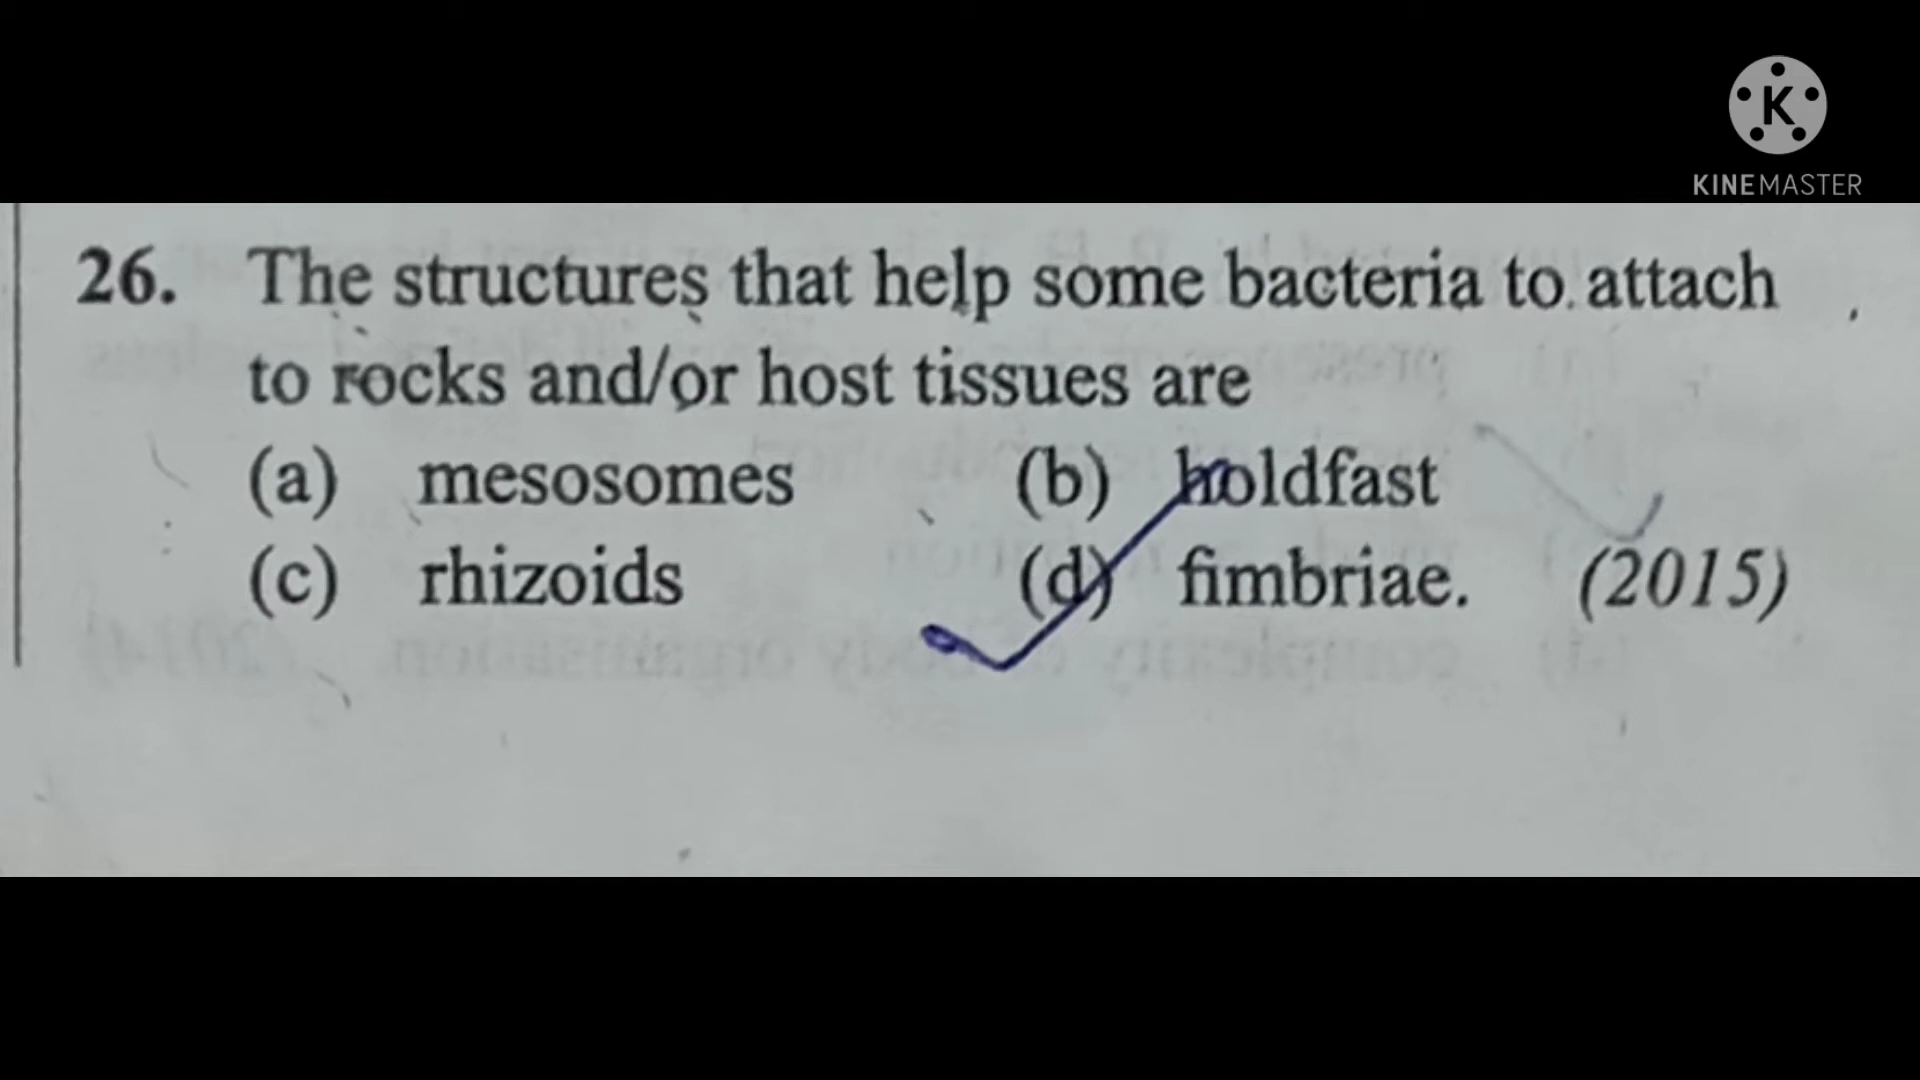 K
KINEMASTER
26. The structures that help some bacteria to attach
to rocks and/or host tissues are
(a) mesosomes (b) holdfast
(c) rhizoids (d) fimbriae. (2015)